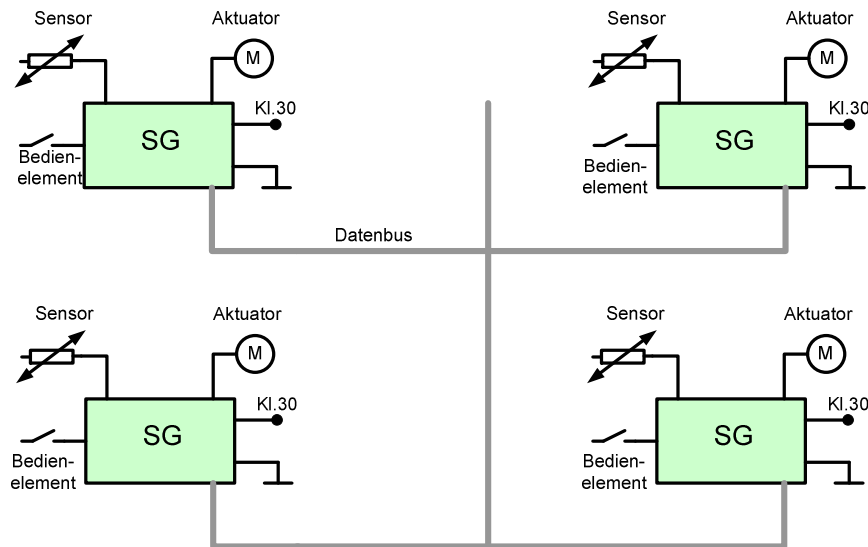 Sensor
Aktuator
M
Kl.30
SG
Bedien-
element
Sensor
Aktuator
M
Kl.30
SG
Bedien-
element
Datenbus
Sensor
Aktuator
M
Kl.30
SG
Bedien-
element
Sensor
Aktuator
M
Kl.30
SG
Bedien-
element